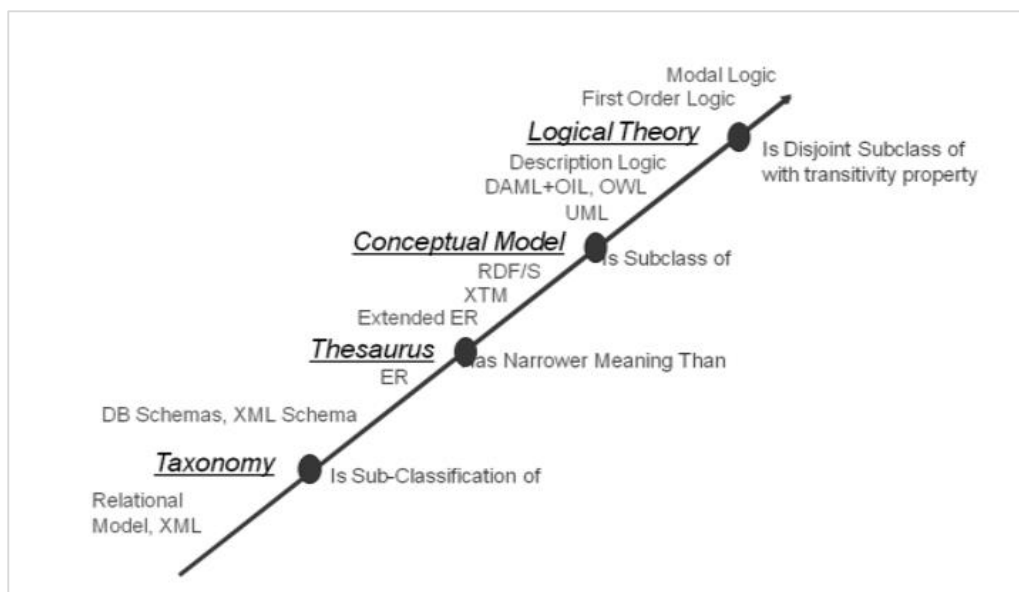 Modal Logic
First Order Logic
Logical Theory
Is Disjoint Subclass of
with transitivity property
Description Logic
DAML+OIL, OWL
UML
Conceptual Model
Is Subclass of
RDF/S
XTM
Extended ER
Thesaurus
Has Narrower Meaning Than
ER
DB Schemas, XML Schema
Taxonomy
Is Sub-Classification of
Relational
Model, XML